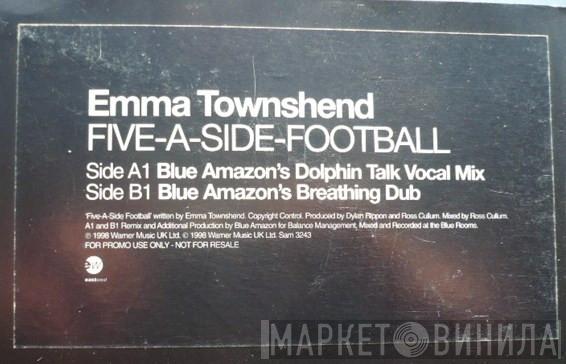 Emma Townshend
FIVE-A-SIDE-FOOTBALL
Side A1 Blue Amazon's Dolphin Talk Vocal Mix
Side B1 Blue Amazon's Breathing Dub
'Five-A-Side Football' written by Emma Townshend. Copyright Control. Produced by Dylan Rippon and Ross Cullum. Mixed by Ross Cullum.
A1 and B1 Remix and Additional Production by Blue Amazon for Balance Management, Mixed and Recorded at the Blue Rooms.
℗ 1998 Warner Music UK Ltd. © 1998 Warner Music UK Ltd. Sam 3243
FOR PROMO USE ONLY - NOT FOR RESALE
ew
eastwest
МАРКЕТ ВИНИЛА